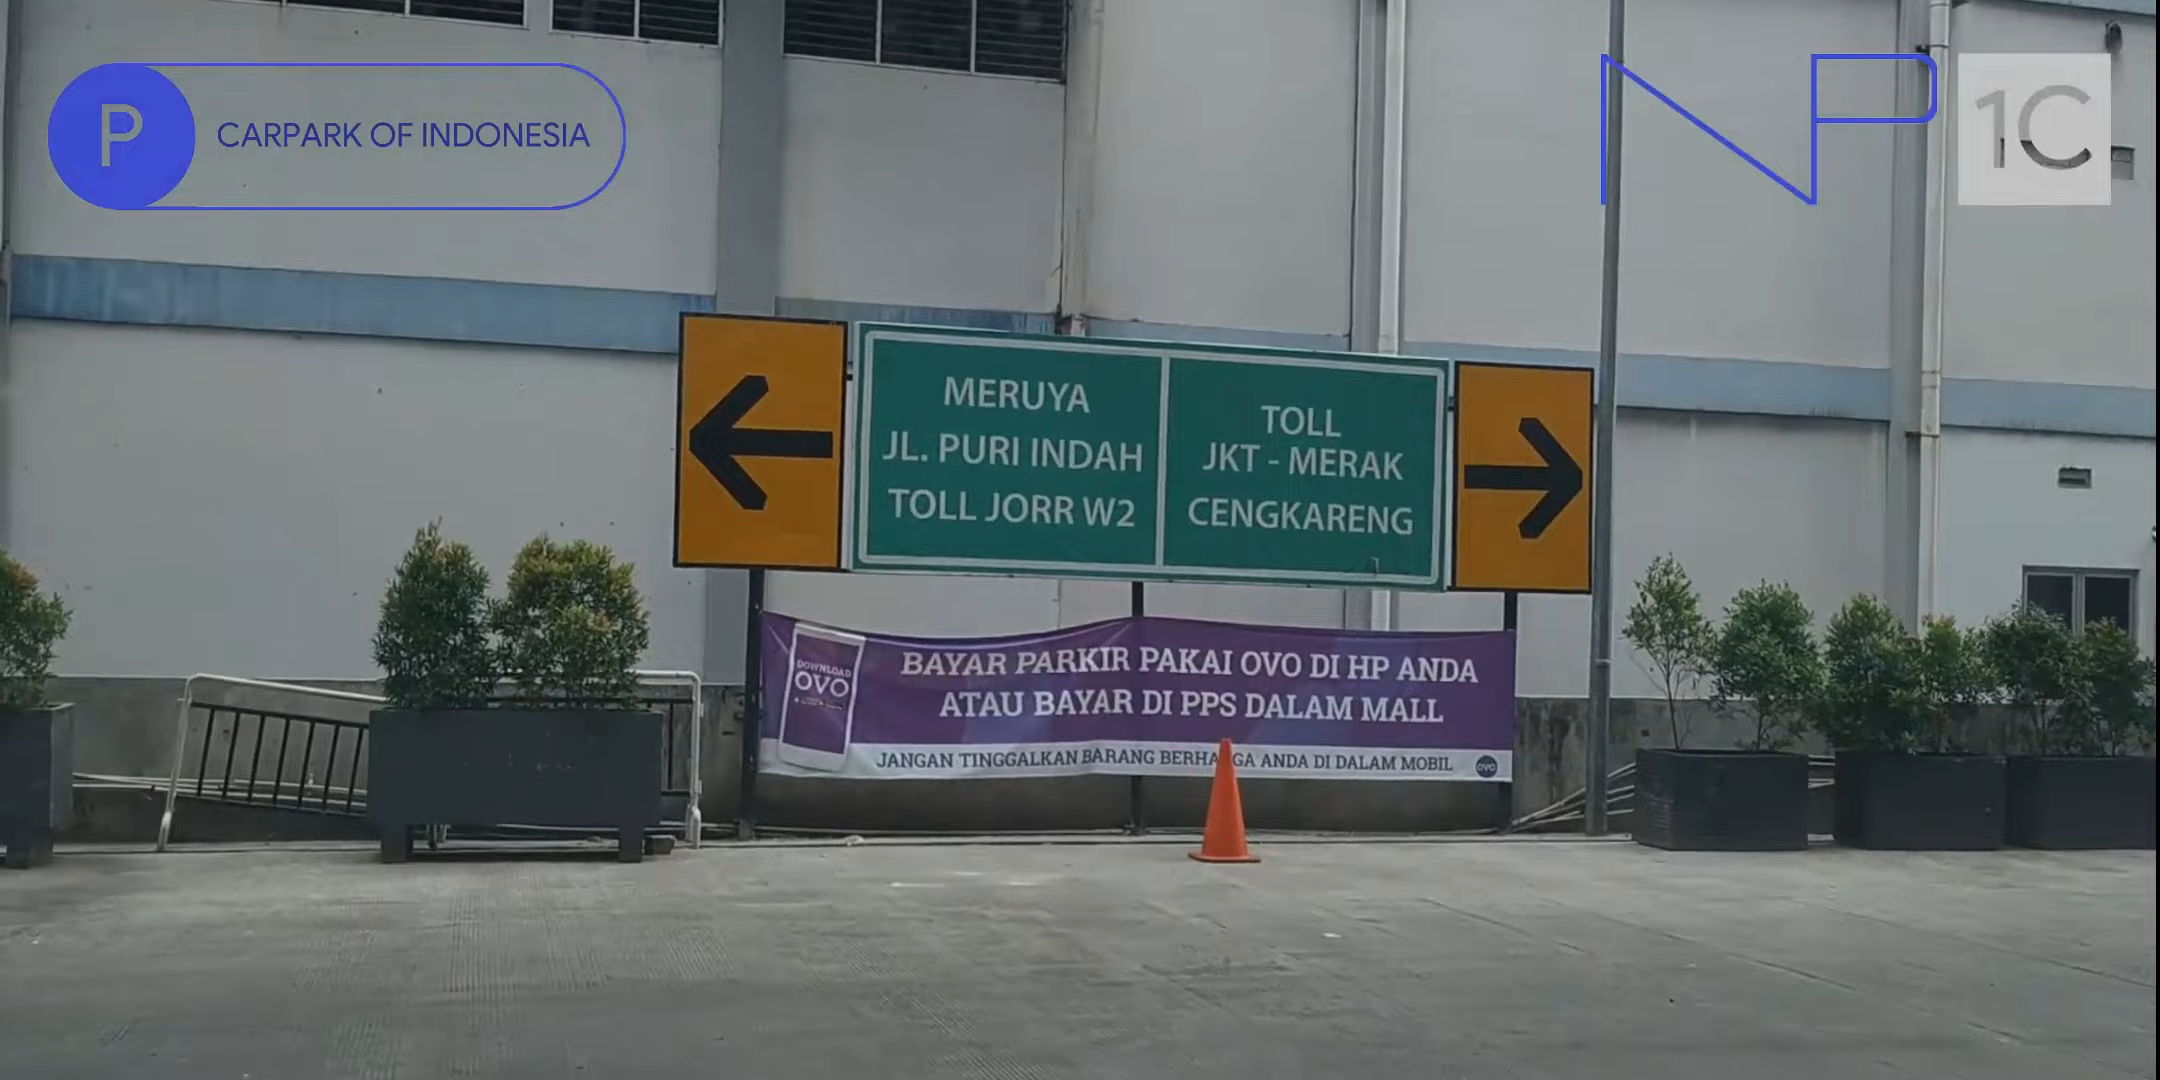 P
CARPARK OF INDONESIA
NP
1C
MERUYA
JL. PURI INDAH
TOLL JORR W2
TOLL
JKT - MERAK
CENGKARENG
DOWNLOAD
OVO
BAYAR PARKIR PAKAI OVO DI HP ANDA
ATAU BAYAR DI PPS DALAM MALL
JANGAN TINGGALKAN BARANG BERHARGA ANDA DI DALAM MOBIL
OVO